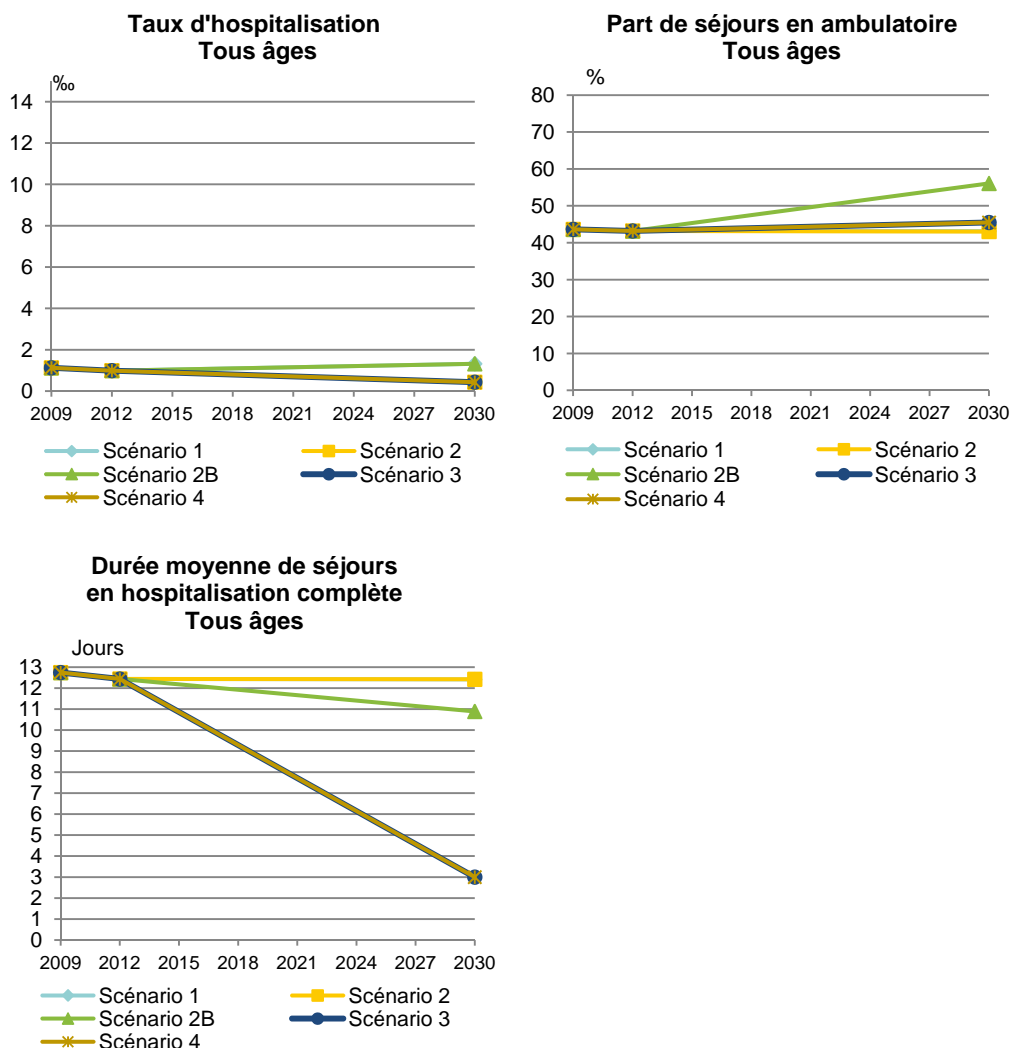 Taux d'hospitalisation
Tous âges
‰
14
12
10
8
6
4
2
0
2009 2012 2015 2018 2021 2024 2027 2030
Scénario 1 Scénario 2
Scénario 2B Scénario 3
Scénario 4
Part de séjours en ambulatoire
Tous âges
%
80
70
60
50
40
30
20
10
0
2009 2012 2015 2018 2021 2024 2027 2030
Scénario 1 Scénario 2
Scénario 2B Scénario 3
Scénario 4
Durée moyenne de séjours
en hospitalisation complète
Tous âges
Jours
13
12
11
10
9
8
7
6
5
4
3
2
1
0
2009 2012 2015 2018 2021 2024 2027 2030
Scénario 1 Scénario 2
Scénario 2B Scénario 3
Scénario 4